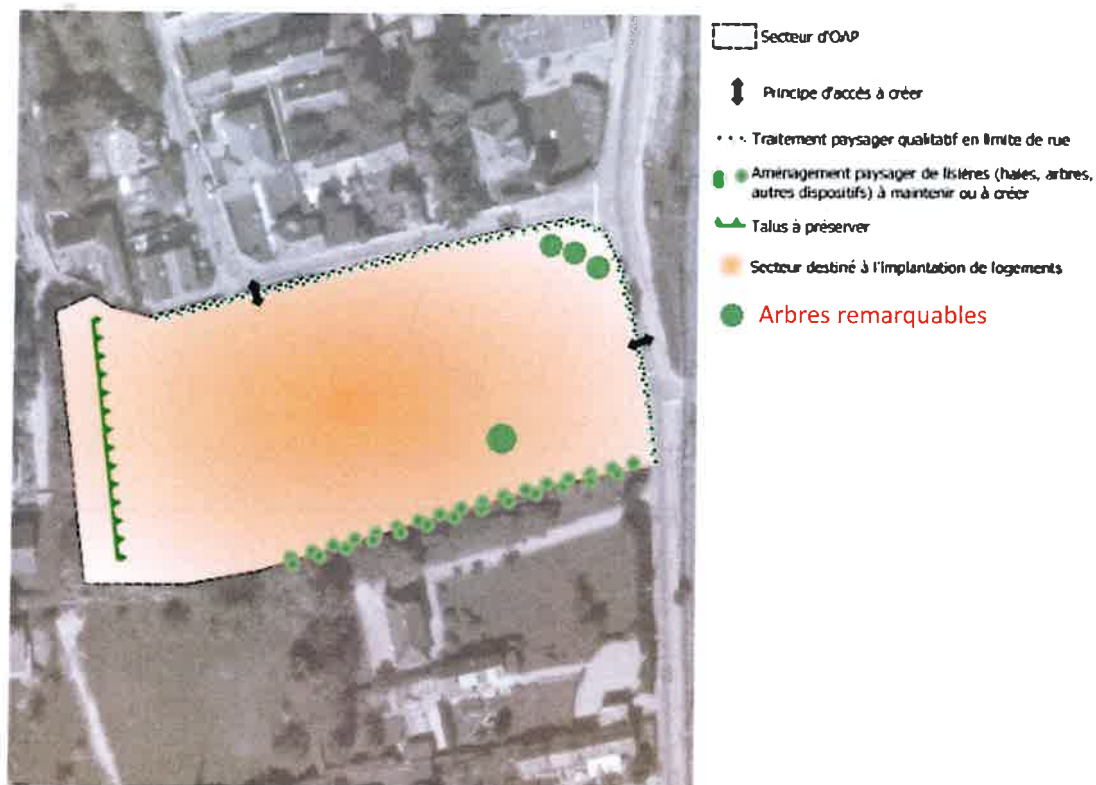 Secteur d'OAP
Principe d'accès à créer
Traitement paysager qualitatif en limite de rue
Aménagement paysager de lisières (haies, arbres,
autres dispositifs) à maintenir ou à créer
Talus à préserver
Secteur destiné à l'implantation de logements
Arbres remarquables